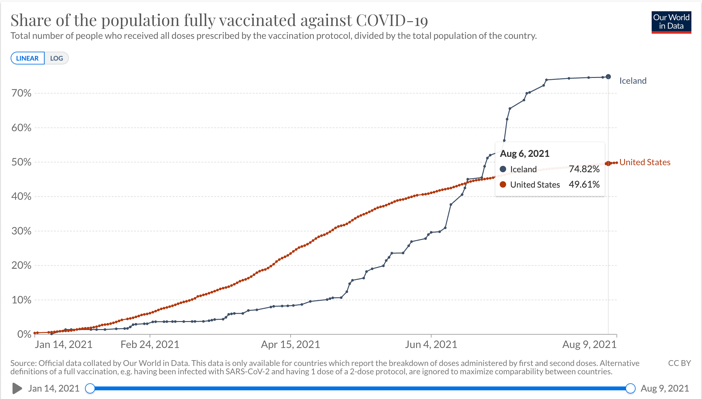 Share of the population fully vaccinated against COVID-19
Total number of people who received all doses prescribed by the vaccination protocol, divided by the total population of the country.
Our World
in Data
LINEAR LOG
70%
60%
50%
40%
30%
20%
10%
0%
Iceland
United States
Aug 6, 2021
Iceland 74.82%
United States 49.61%
Jan 14, 2021 Feb 24, 2021 Apr 15, 2021 Jun 4, 2021 Aug 9, 2021
Source: Official data collated by Our World in Data. This data is only available for countries which report the breakdown of doses administered by first and second doses. Alternative
definitions of a full vaccination, e.g. having been infected with SARS-CoV-2 and having 1 dose of a 2-dose protocol, are ignored to maximize comparability between countries.
CC BY
Jan 14, 2021 Aug 9, 2021